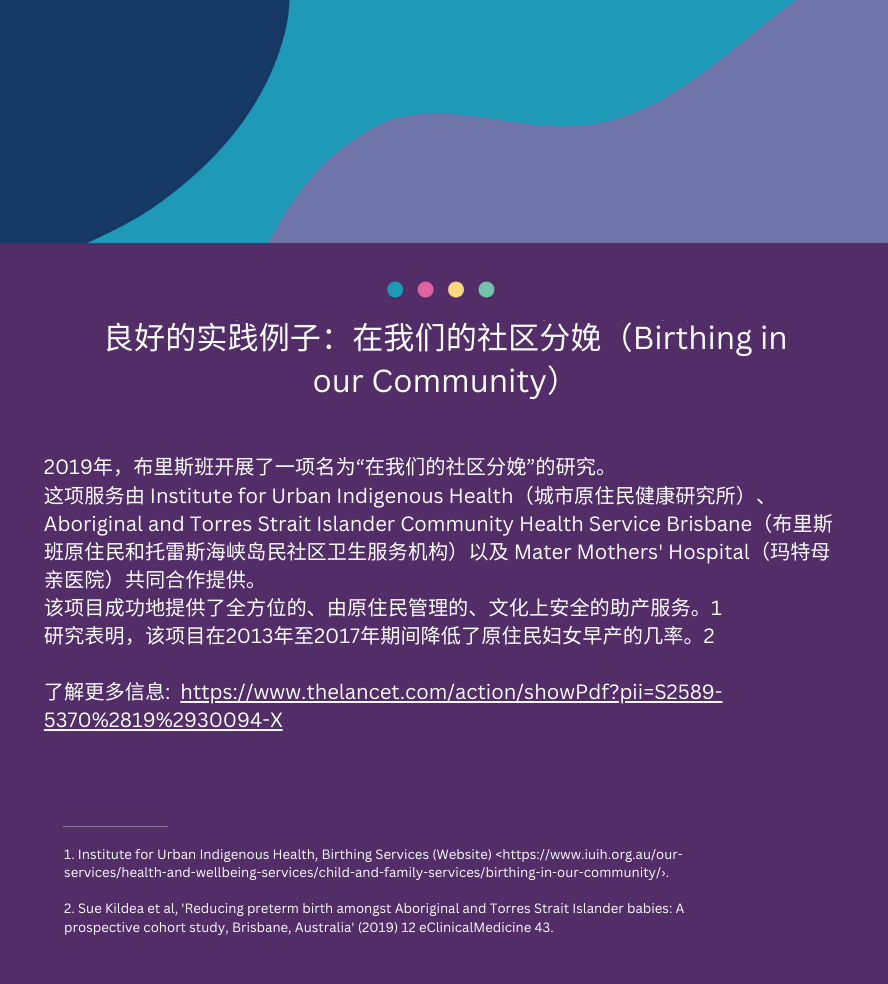 良好的实践例子：在我们的社区分娩（Birthing in
our Community）
2019年，布里斯班开展了一项名为“在我们的社区分娩”的研究。
这项服务由 Institute for Urban Indigenous Health（城市原住民健康研究所）、
Aboriginal and Torres Strait Islander Community Health Service Brisbane（布里斯
班原住民和托雷斯海峡岛民社区卫生服务机构）以及 Mater Mothers' Hospital（玛特母
亲医院）共同合作提供。
该项目成功地提供了全方位的、由原住民管理的、文化上安全的助产服务。1
研究表明，该项目在2013年至2017年期间降低了原住民妇女早产的几率。2
了解更多信息: https://www.thelancet.com/action/showPdf?pii=S2589-
5370%2819%2930094-X
1. Institute for Urban Indigenous Health, Birthing Services (Website) <https://www.iuih.org.au/our-
services/health-and-wellbeing-services/child-and-family-services/birthing-in-our-community/›.
2. Sue Kildea et al, 'Reducing preterm birth amongst Aboriginal and Torres Strait Islander babies: A
prospective cohort study, Brisbane, Australia' (2019) 12 eClinicalMedicine 43.